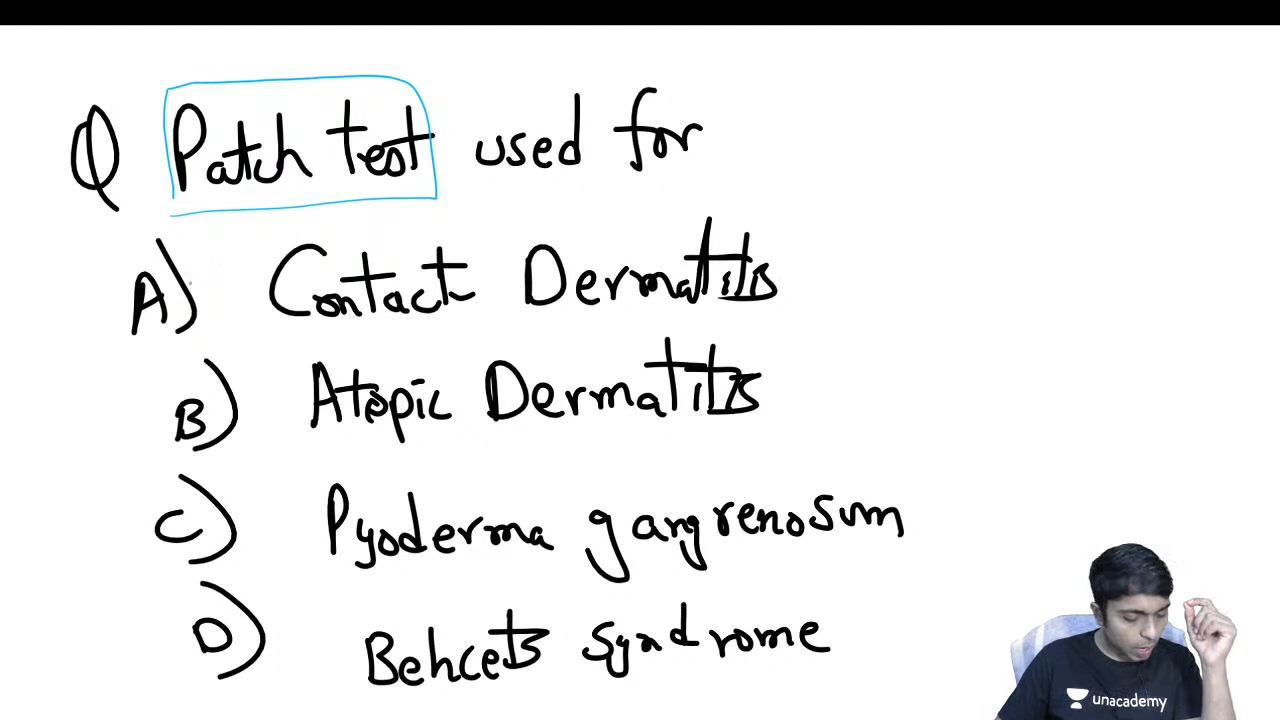 Q Patch test used for
A) Contact Dermatitis
B) Atopic Dermatitis
C) Pyoderma gangrenosum
D) Behcets syndrome
unacademy